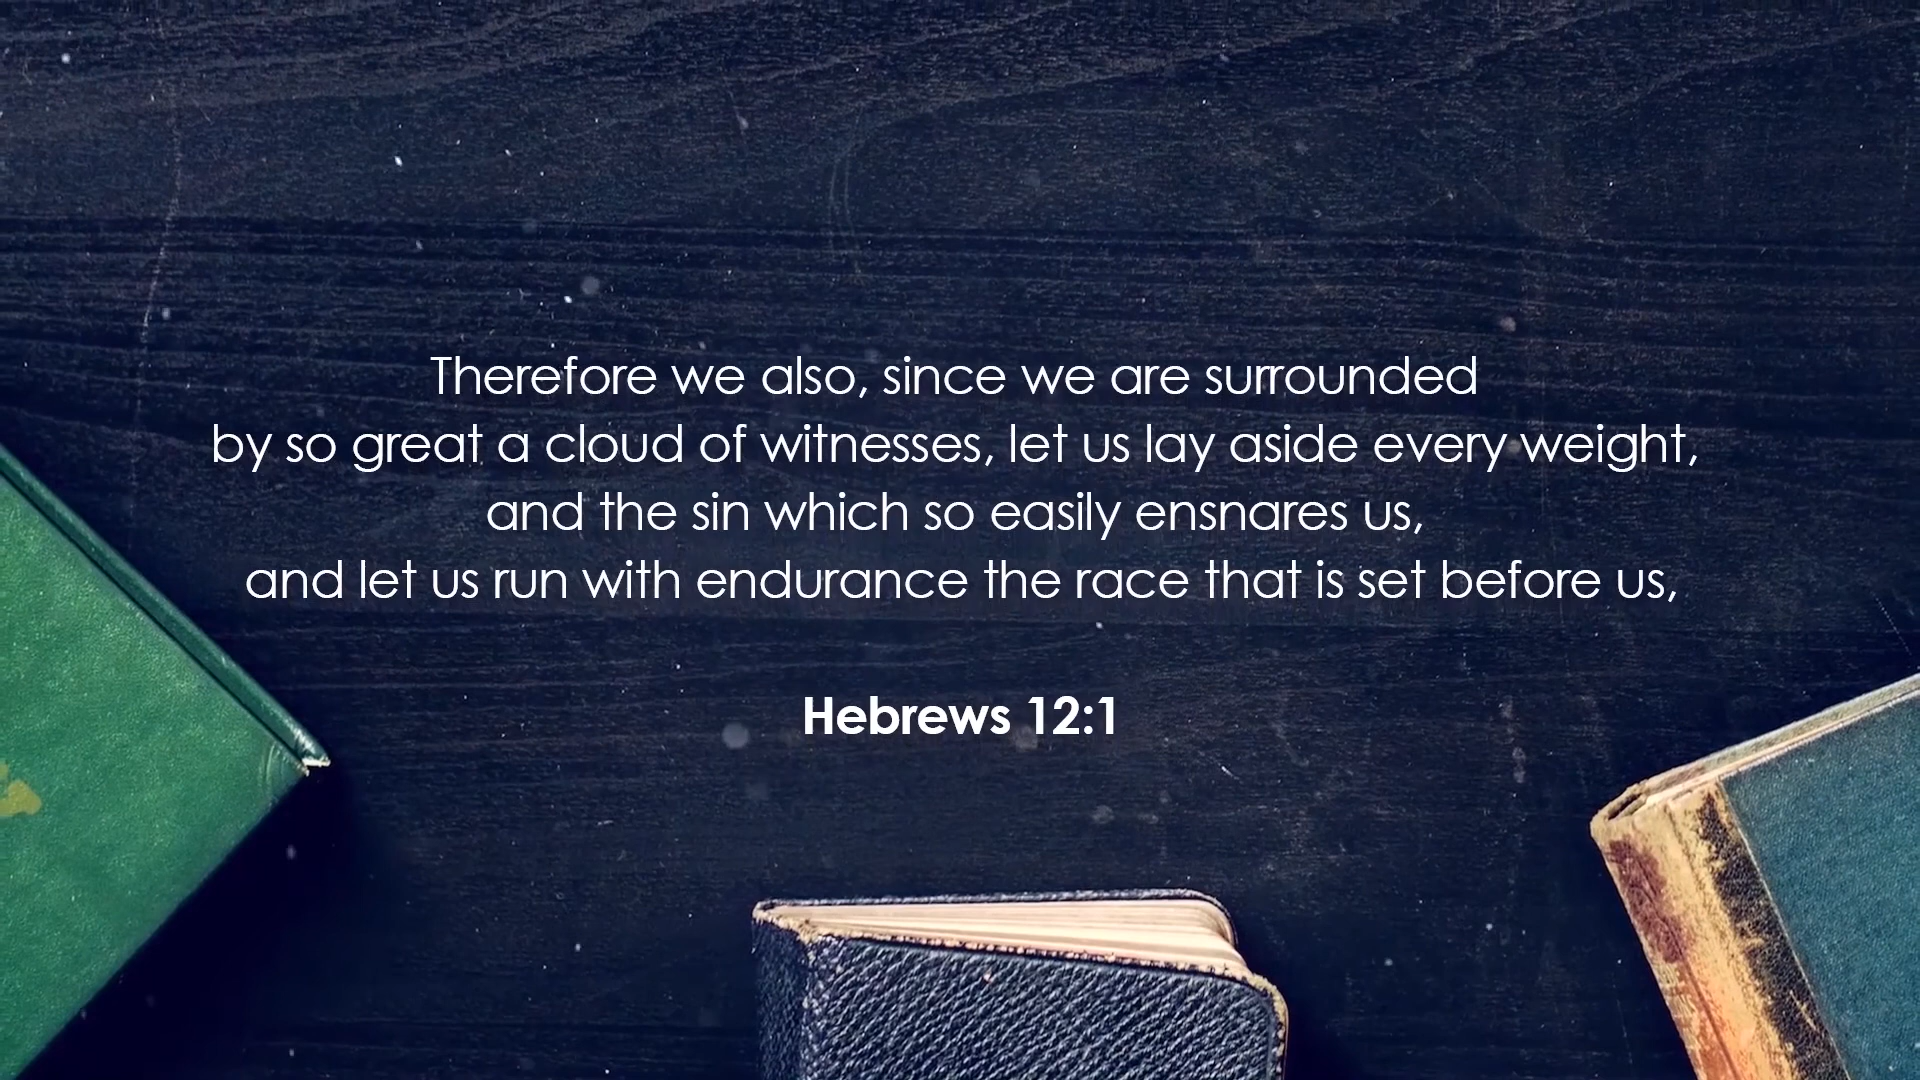 Therefore we also, since we are surrounded
by so great a cloud of witnesses, let us lay aside every weight,
and the sin which so easily ensnares us,
and let us run with endurance the race that is set before us,
Hebrews 12:1